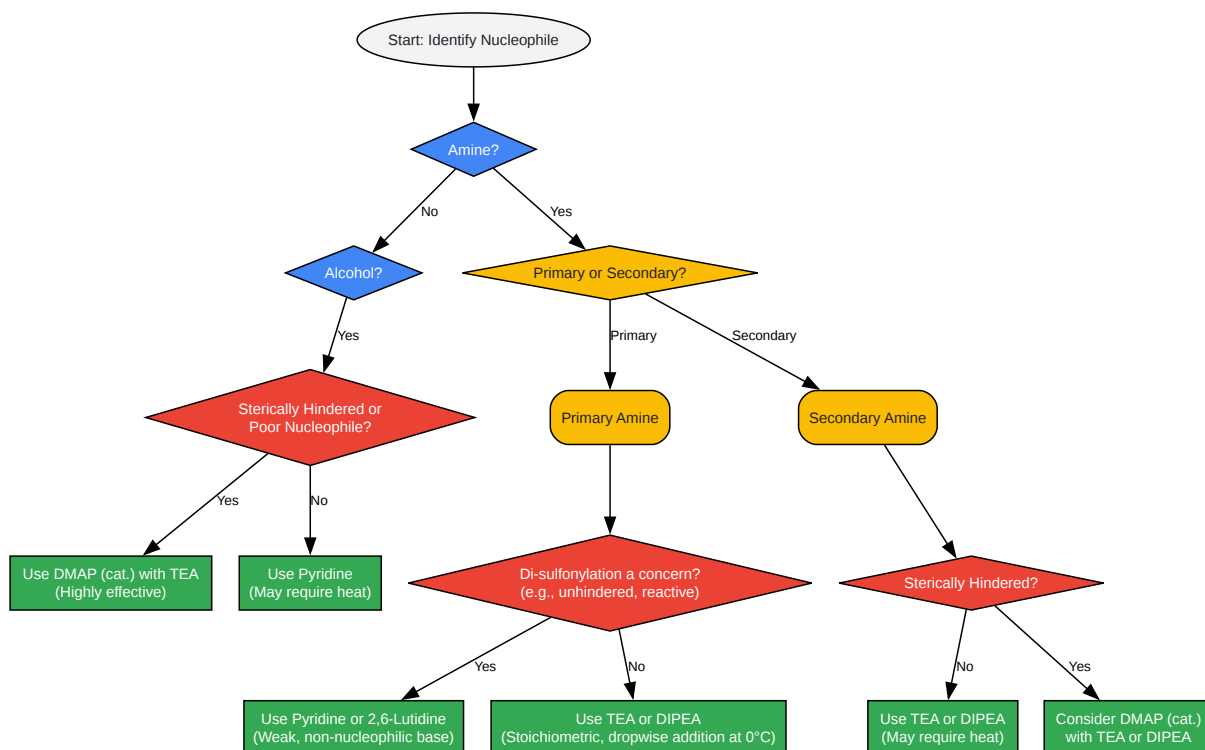 Start: Identify Nucleophile
Amine?
No
Yes
Alcohol?
Primary or Secondary?
Yes
Primary
Secondary
Sterically Hindered or
Poor Nucleophile?
Primary Amine
Secondary Amine
Yes
No
Use DMAP (cat.) with TEA
(Highly effective)
Use Pyridine
(May require heat)
Di-sulfonylation a concern?
(e.g., unhindered, reactive)
Sterically Hindered?
Yes
No
No
Yes
Use Pyridine or 2,6-Lutidine
(Weak, non-nucleophilic base)
Use TEA or DIPEA
(Stoichiometric, dropwise addition at 0°C)
Use TEA or DIPEA
(May require heat)
Consider DMAP (cat.)
with TEA or DIPEA